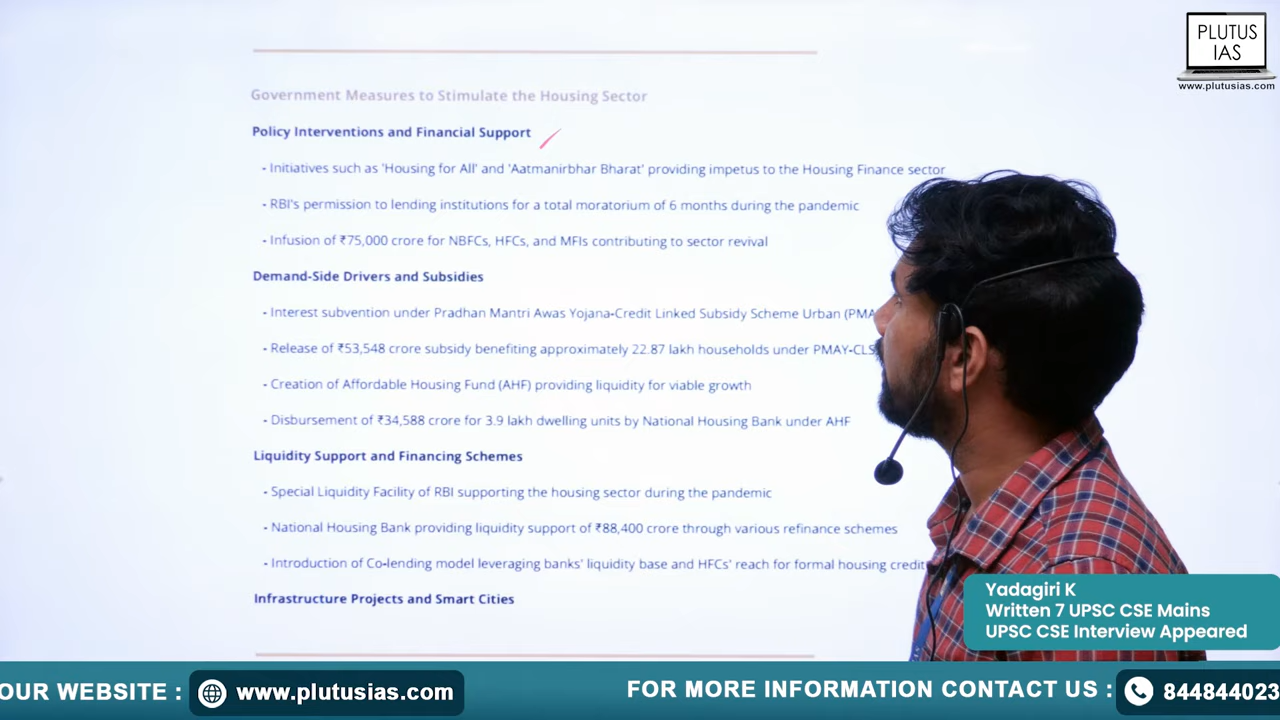 PLUTUS
IAS
www.plutusias.com
Government Measures to Stimulate the Housing Sector
Policy Interventions and Financial Support
- Initiatives such as 'Housing for All' and 'Aatmanirbhar Bharat' providing impetus to the Housing Finance sector
- RBI's permission to lending institutions for a total moratorium of 6 months during the pandemic
- Infusion of ₹75,000 crore for NBFCs, HFCs, and MFIs contributing to sector revival
Demand-Side Drivers and Subsidies
- Interest subvention under Pradhan Mantri Awas Yojana-Credit Linked Subsidy Scheme Urban (PMA
- Release of ₹53,548 crore subsidy benefiting approximately 22.87 lakh households under PMAY-CLS
- Creation of Affordable Housing Fund (AHF) providing liquidity for viable growth
- Disbursement of ₹34,588 crore for 3.9 lakh dwelling units by National Housing Bank under AHF
Liquidity Support and Financing Schemes
- Special Liquidity Facility of RBI supporting the housing sector during the pandemic
- National Housing Bank providing liquidity support of ₹88,400 crore through various refinance schemes
- Introduction of Co-lending model leveraging banks' liquidity base and HFCs' reach for formal housing credit
Infrastructure Projects and Smart Cities
Yadagiri K
Written 7 UPSC CSE Mains
UPSC CSE Interview Appeared
OUR WEBSITE : www.plutusias.com
FOR MORE INFORMATION CONTACT US : 844844023